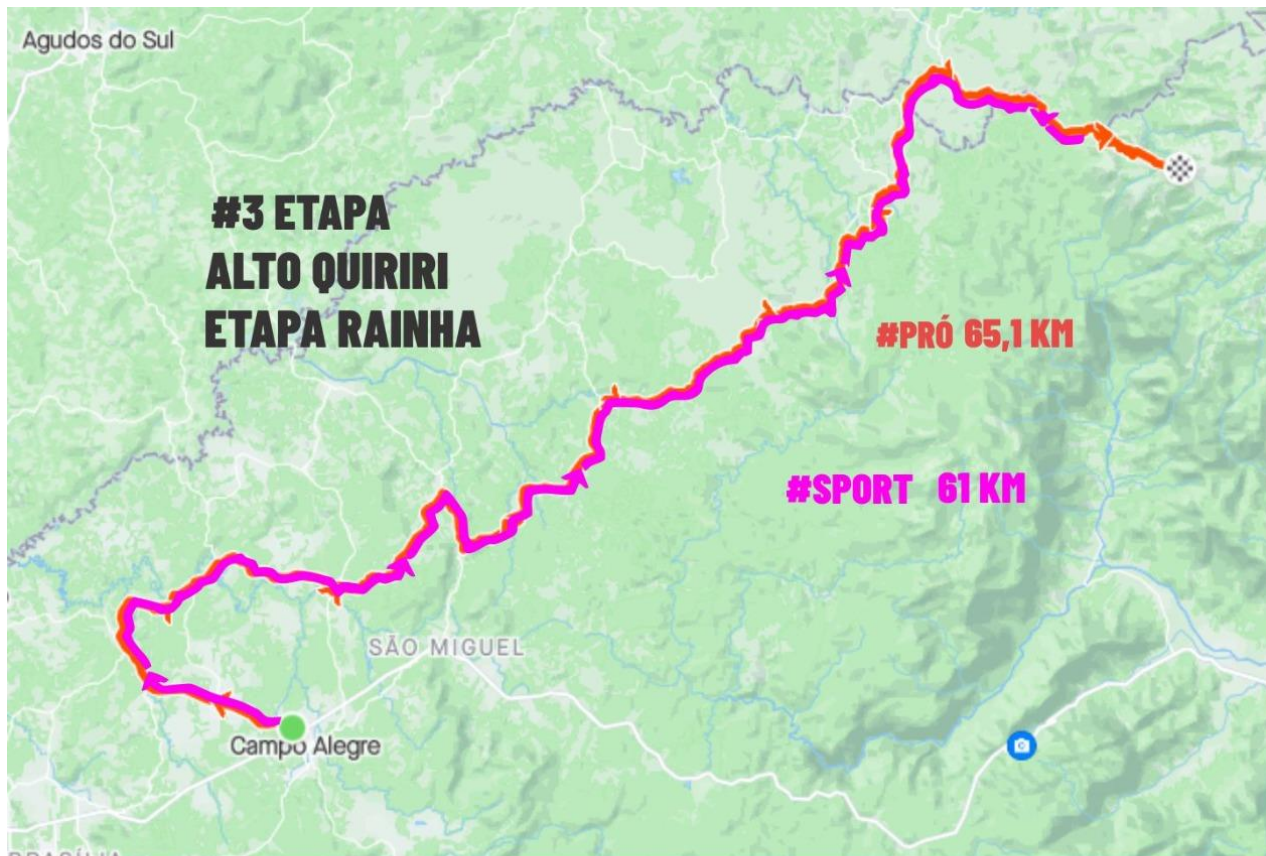 Agudos do Sul
#3 ETAPA
ALTO QUIRIRI
ETAPA RAINHA
#PRÓ 65,1 KM
#SPORT 61 KM
SÃO MIGUEL
Campo Alegre